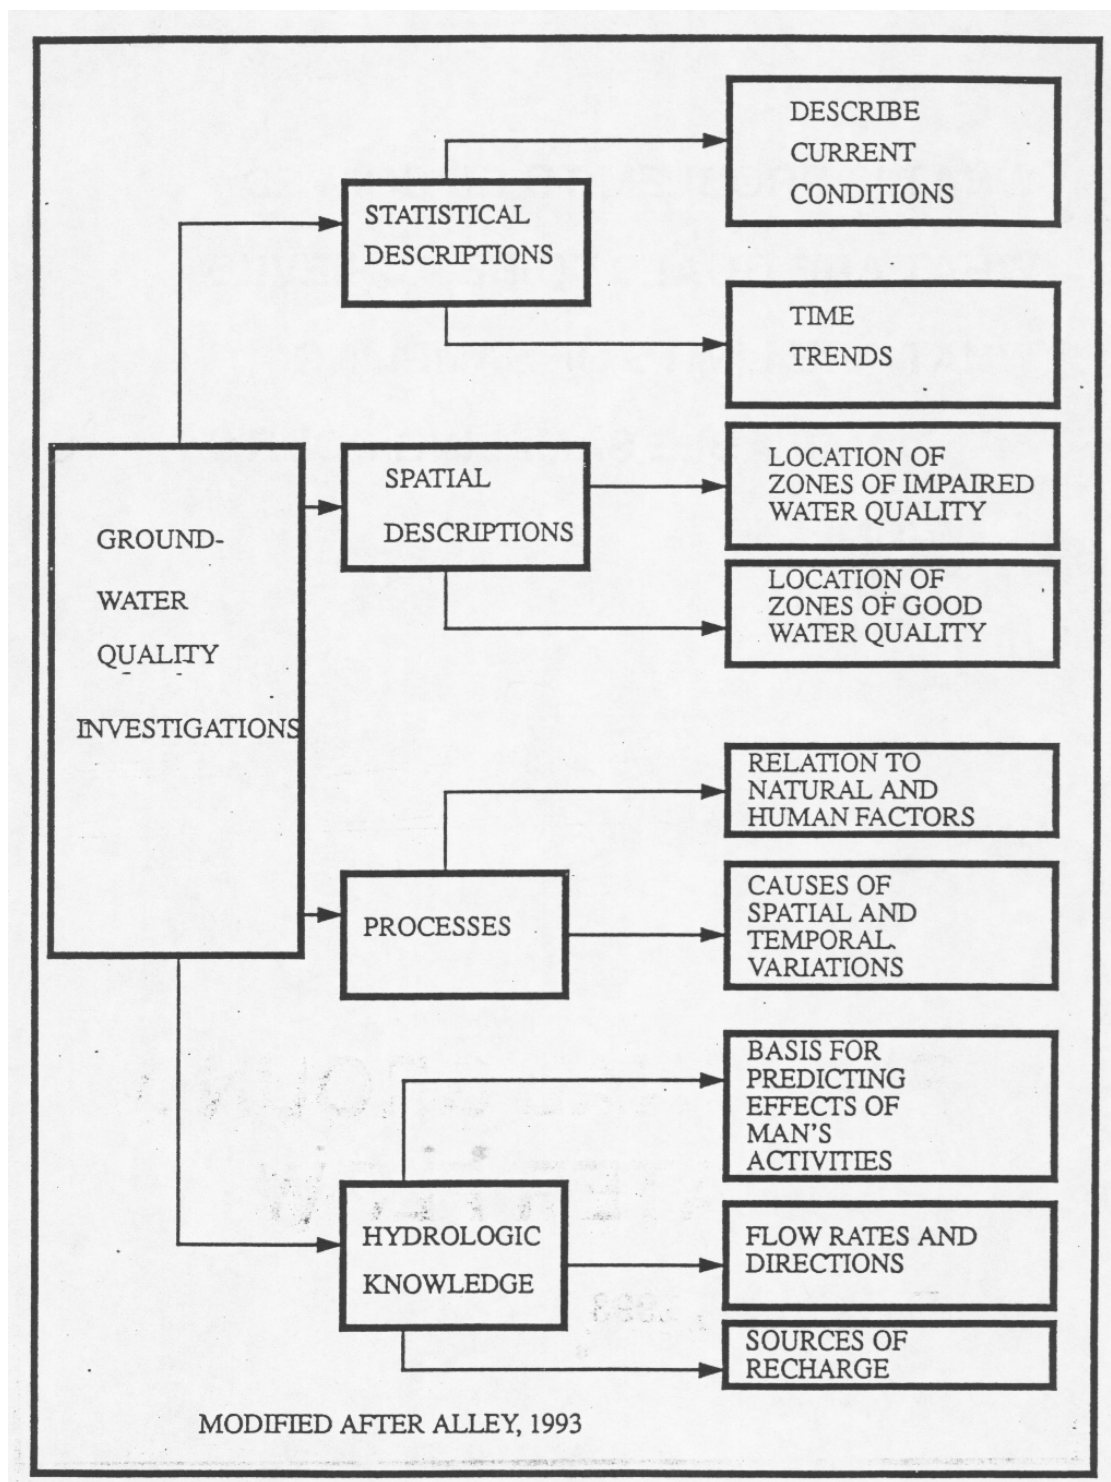 DESCRIBE
CURRENT
CONDITIONS
STATISTICAL
DESCRIPTIONS
TIME
TRENDS
GROUND-
WATER
QUALITY
INVESTIGATIONS
SPATIAL
DESCRIPTIONS
LOCATION OF
ZONES OF IMPAIRED
WATER QUALITY
LOCATION OF
ZONES OF GOOD
WATER QUALITY
RELATION TO
NATURAL AND
HUMAN FACTORS
PROCESSES
CAUSES OF
SPATIAL AND
TEMPORAL
VARIATIONS
BASIS FOR
PREDICTING
EFFECTS OF
MAN'S
ACTIVITIES
HYDROLOGIC
KNOWLEDGE
FLOW RATES AND
DIRECTIONS
SOURCES OF
RECHARGE
MODIFIED AFTER ALLEY, 1993